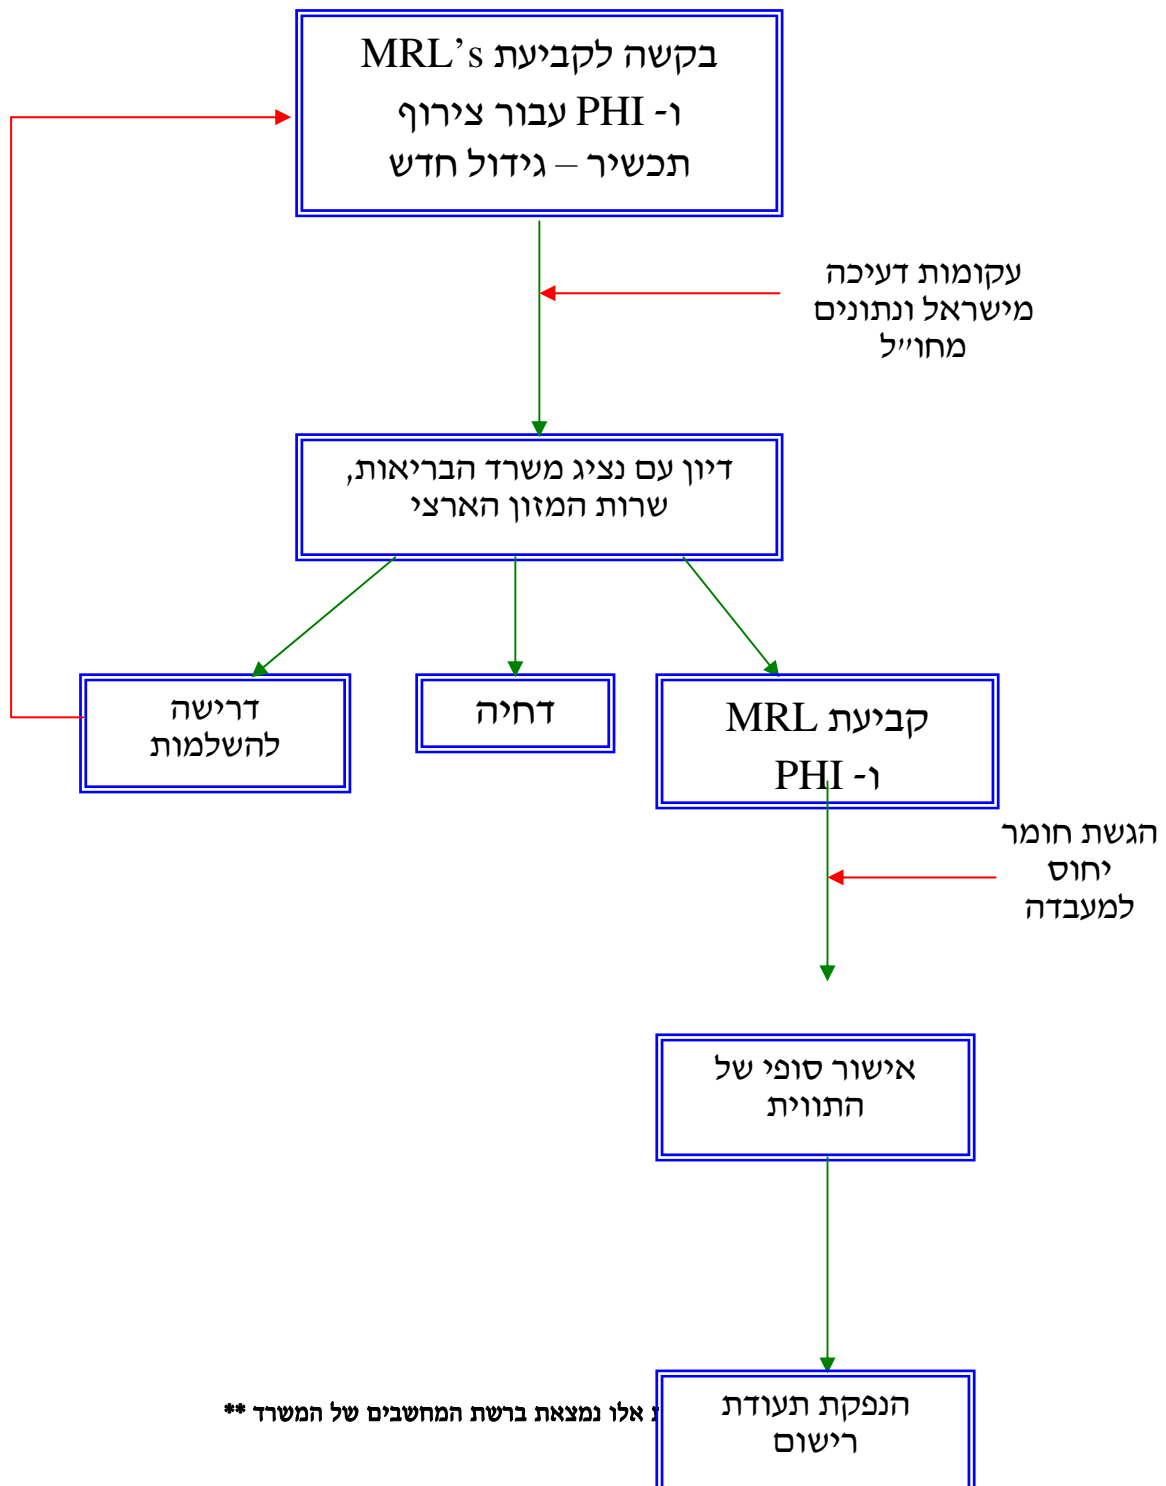 בקשה לקביעת MRL’s
ו- PHI עבור צירוף
תכשיר – גידול חדש
עקומות דעיכה
מישראל ונתונים
מחו״ל
דיון עם נציג משרד הבריאות,
שרות המזון הארצי
קביעת MRL
ו- PHI
דחיה
דרישה
להשלמות
הגשת חומר
יחוס
למעבדה
אישור סופי של
התווית
הנפקת תעודת
רישום
אלו נמצאת ברשת המחשבים של המשרד **